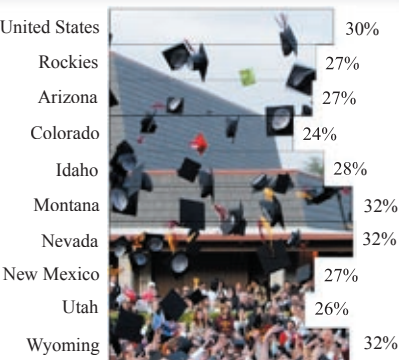 United States 30%
Rockies 27%
Arizona 27%
Colorado 24%
Idaho 28%
Montana 32%
Nevada 32%
New Mexico 27%
Utah 26%
Wyoming 32%